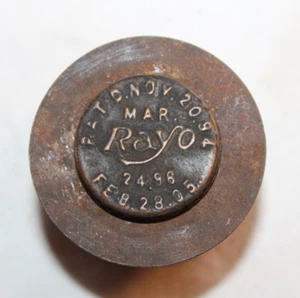 PAT'D. NOV. 20.94
MAR.
Rayo
24.98
FEB. 28. 05.